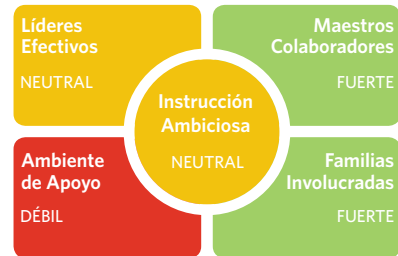 Líderes
Efectivos
NEUTRAL
Maestros
Colaboradores
FUERTE
Instrucción
Ambiciosa
NEUTRAL
Ambiente
de Apoyo
DÉBIL
Familias
Involucradas
FUERTE